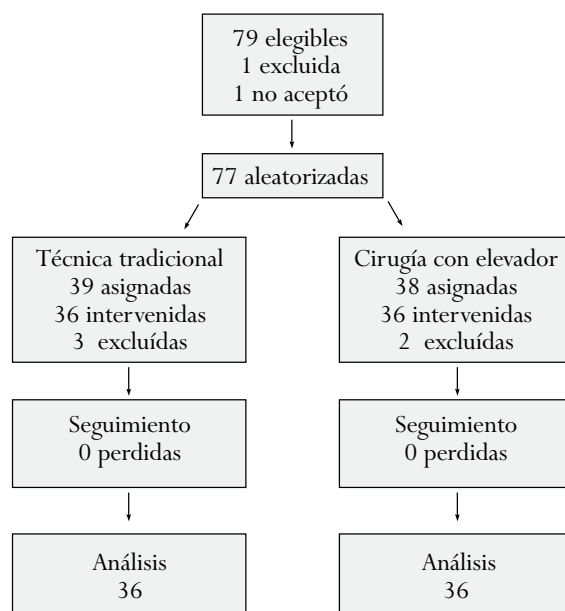 79 elegibles
1 excluida
1 no aceptó
77 aleatorizadas
Técnica tradicional
39 asignadas
36 intervenidas
3 excluídas
Cirugía con elevador
38 asignadas
36 intervenidas
2 excluídas
Seguimiento
0 perdidas
Seguimiento
0 perdidas
Análisis
36
Análisis
36